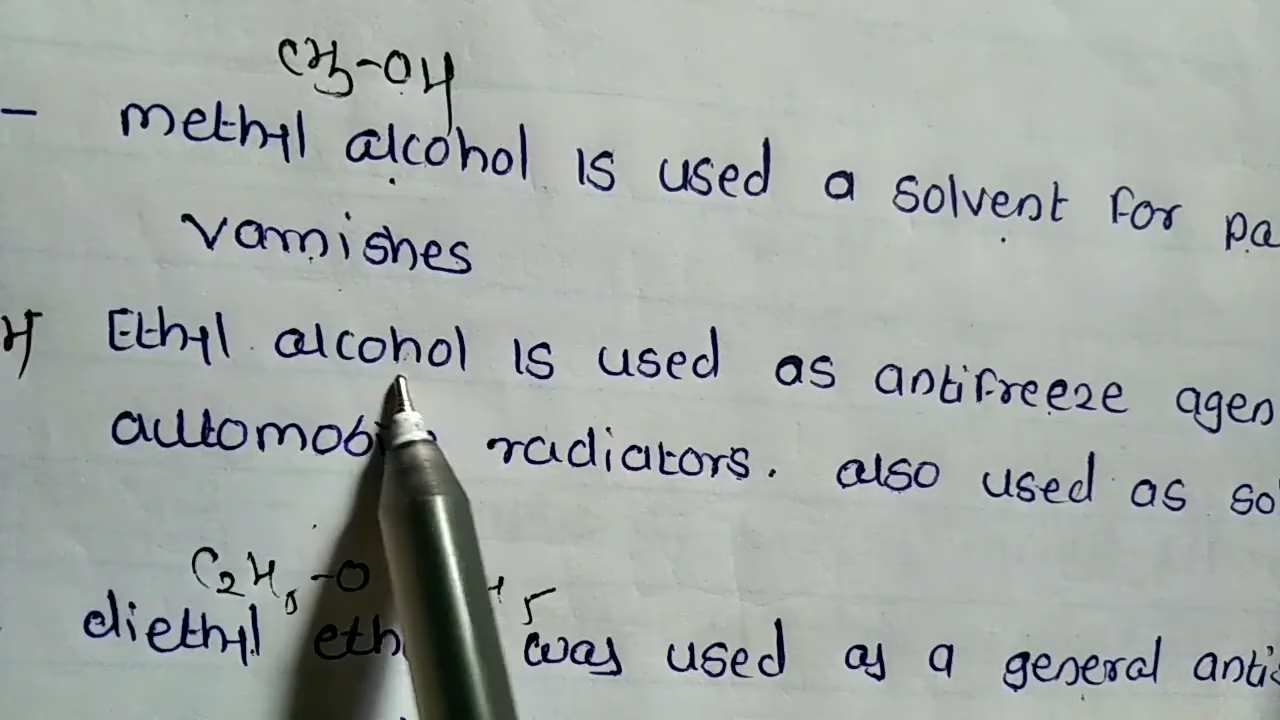 CH3-OH
- methyl alcohol is used a solvent for pa
varnishes
Ethyl alcohol is used as antifreeze agen
automob radiators. also used as so
C2H5-O 5
diethyl eth was used as a general anti